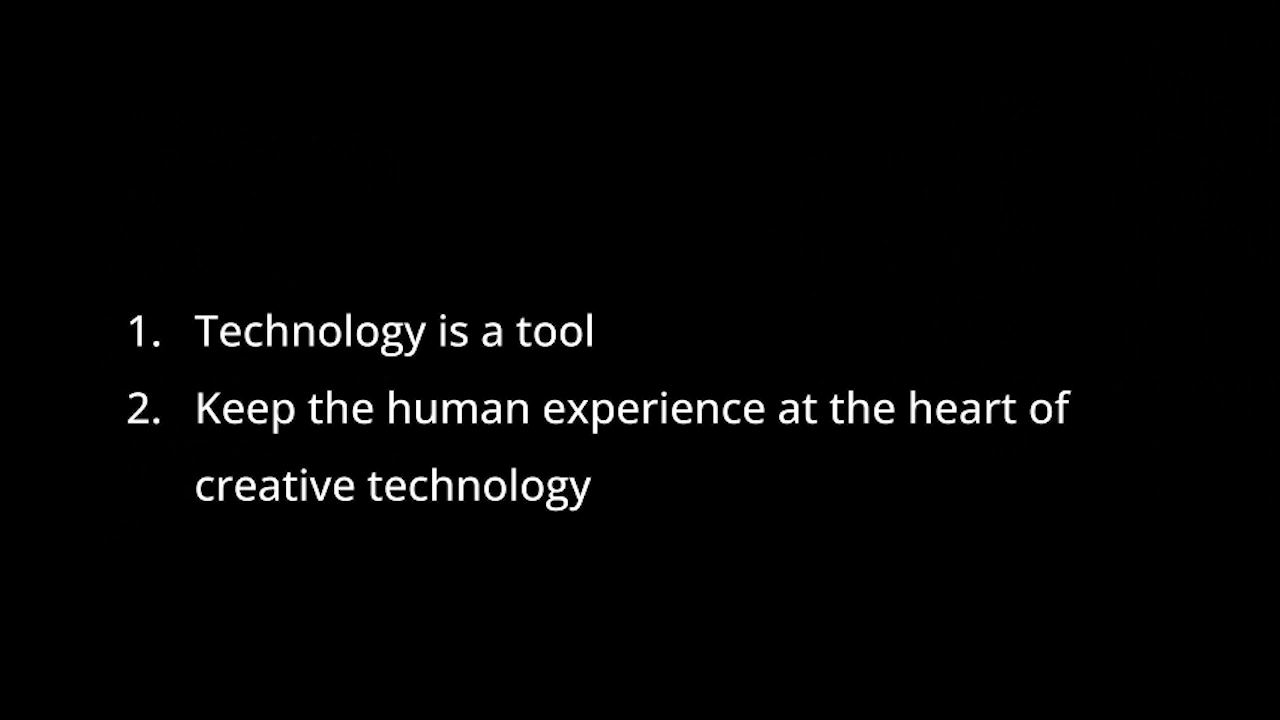 1. Technology is a tool
2. Keep the human experience at the heart of
creative technology